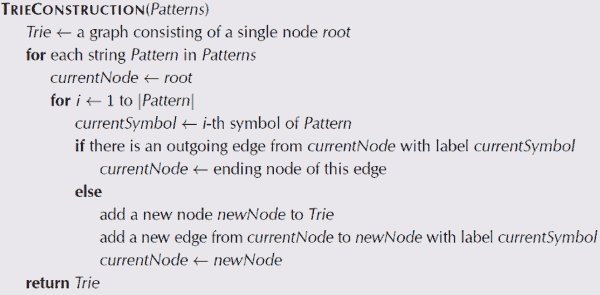 TRIECONSTRUCTION(Patterns)
Trie ← a graph consisting of a single node root
for each string Pattern in Patterns
currentNode ← root
for i ← 1 to |Pattern|
currentSymbol ← i-th symbol of Pattern
if there is an outgoing edge from currentNode with label currentSymbol
currentNode ← ending node of this edge
else
add a new node newNode to Trie
add a new edge from currentNode to newNode with label currentSymbol
currentNode ← newNode
return Trie